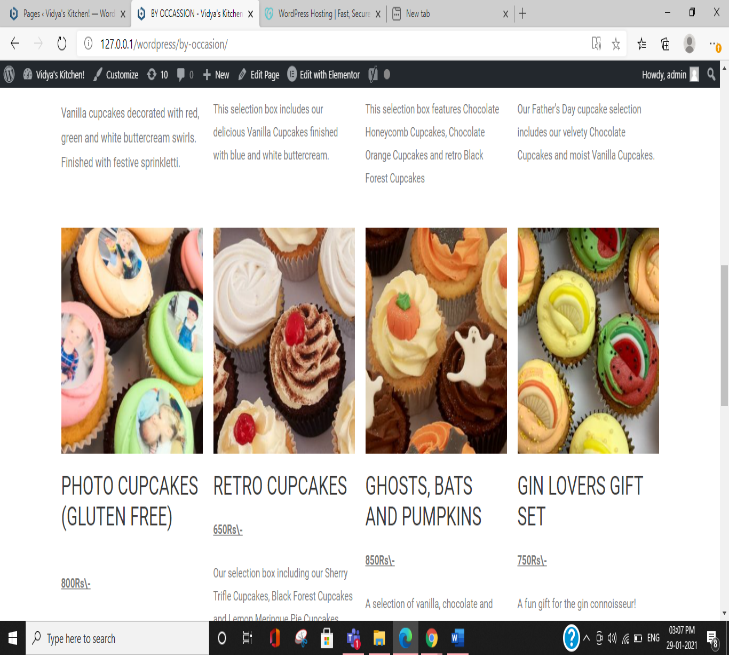 Pages ‹ Vidya's Kitchen! — Word
BY OCCASSION - Vidya's Kitchen
WordPress Hosting | Fast, Secure
New tab
127.0.0.1/wordpress/by-occasion/
Vidya's Kitchen!
Customize
10
0
New
Edit Page
Edit with Elementor
Howdy, admin
Vanilla cupcakes decorated with red,
green and white buttercream swirls.
Finished with festive sprinkletti.
This selection box includes our
delicious Vanilla Cupcakes finished
with blue and white buttercream.
This selection box features Chocolate
Honeycomb Cupcakes, Chocolate
Orange Cupcakes and retro Black
Forest Cupcakes
Our Father's Day cupcake selection
includes our velvety Chocolate
Cupcakes and moist Vanilla Cupcakes.
PHOTO CUPCAKES
(GLUTEN FREE)
800Rs\-
RETRO CUPCAKES
650Rs\-
Our selection box including our Sherry
Trifle Cupcakes, Black Forest Cupcakes
and Lemon Meringue Pie Cupcakes
GHOSTS, BATS
AND PUMPKINS
850Rs\-
A selection of vanilla, chocolate and
GIN LOVERS GIFT
SET
750Rs\-
A fun gift for the gin connoisseur!
Type here to search
ENG
03:07 PM
29-01-2021
8